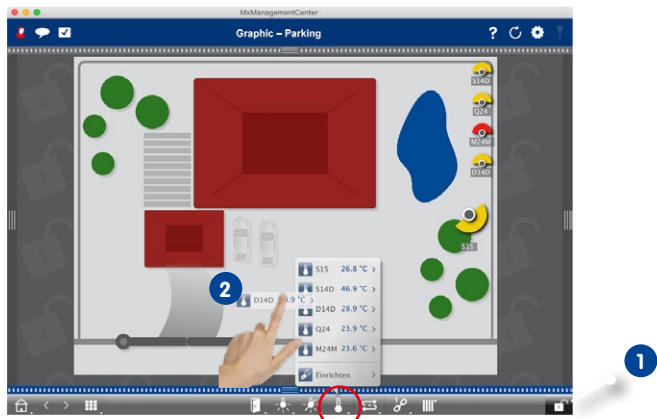 MxManagementCenter
Graphic – Parking
?
S14D
Q24
M24M
D14D
S15
S15 26.8 °C >
S14D 46.9 °C >
D14D 28.9 °C >
Q24 23.9 °C >
M24M 23.6 °C >
Einrichten >
2
D14D .9 °C >
1